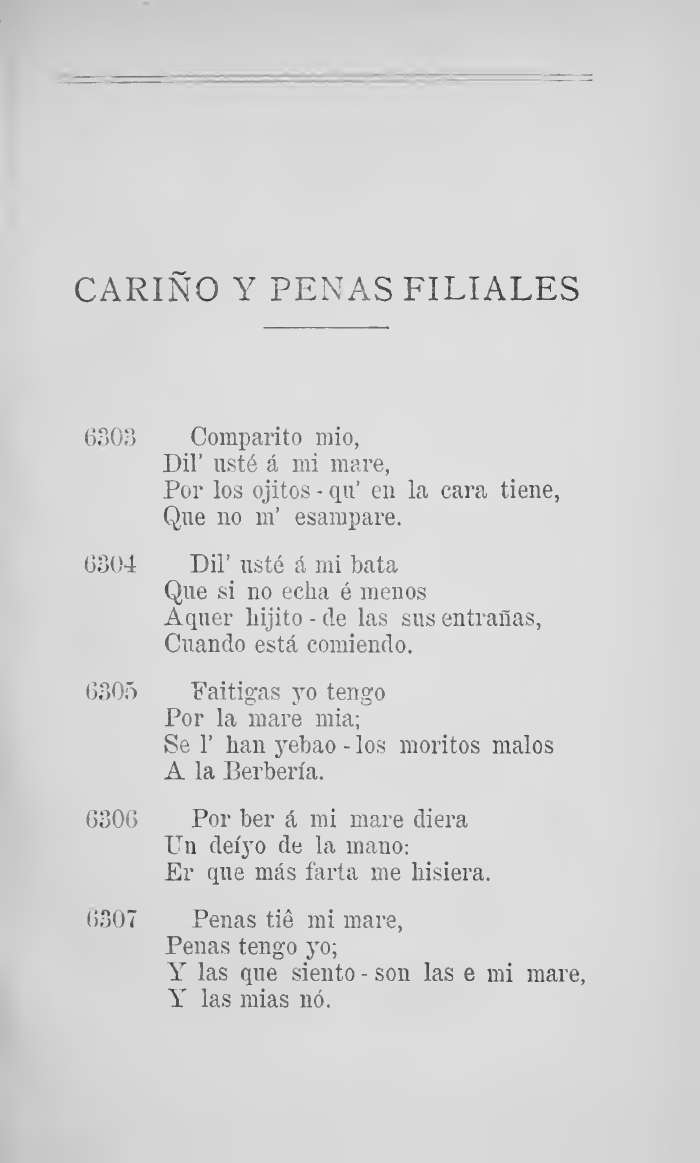 CARIÑO Y PENAS FILIALES
6303 Comparito mio,
Dil' usté á mi mare,
Por los ojitos - qu' en la cara tiene,
Que no m' esampare.
6304 Dil' usté á mi bata
Que si no echa é menos
Aquer hijito - de las sus entrañas,
Cuando está comiendo.
6305 Faitigas yo tengo
Por la mare mia;
Se l' han yebao - los moritos malos
A la Berbería.
6306 Por ber á mi mare diera
Un deíyo de la mano:
Er que más farta me hisiera.
6307 Penas tiê mi mare,
Penas tengo yo;
Y las que siento - son las e mi mare,
Y las mias nó.